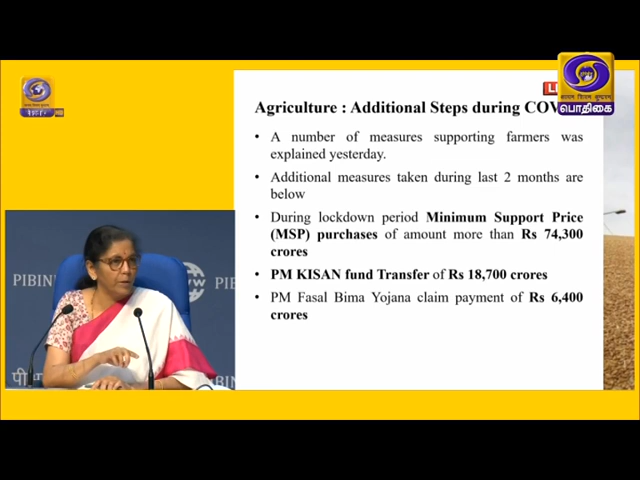 Agriculture : Additional Steps during COV
• A number of measures supporting farmers was
explained yesterday.
• Additional measures taken during last 2 months are
below
• During lockdown period Minimum Support Price
(MSP) purchases of amount more than Rs 74,300
crores
• PM KISAN fund Transfer of Rs 18,700 crores
• PM Fasal Bima Yojana claim payment of Rs 6,400
crores
பொதிகை
PIBIN
PIB